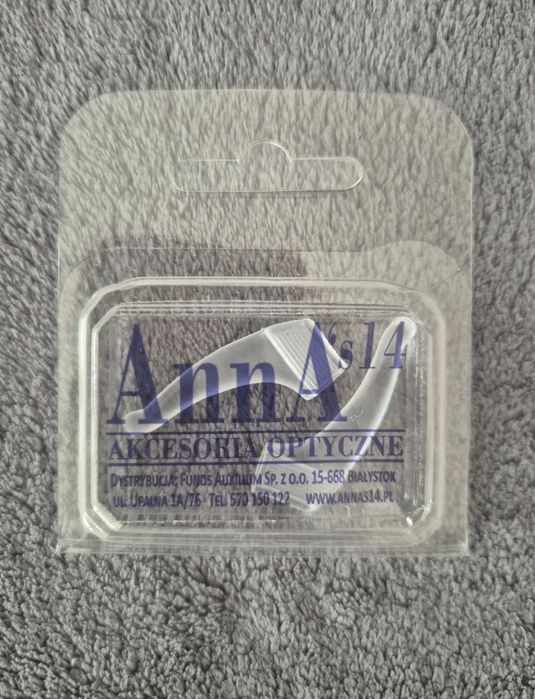 AnnA's14
AKCESORIA OPTYCZNE
DYSTRYBUCJA: FUNDS AUXILIUM SP. Z O.O. 15-668 BIAŁYSTOK
UL. UPALNA 1A/76 TEL. 570 150 122 WWW.ANNAS14.PL